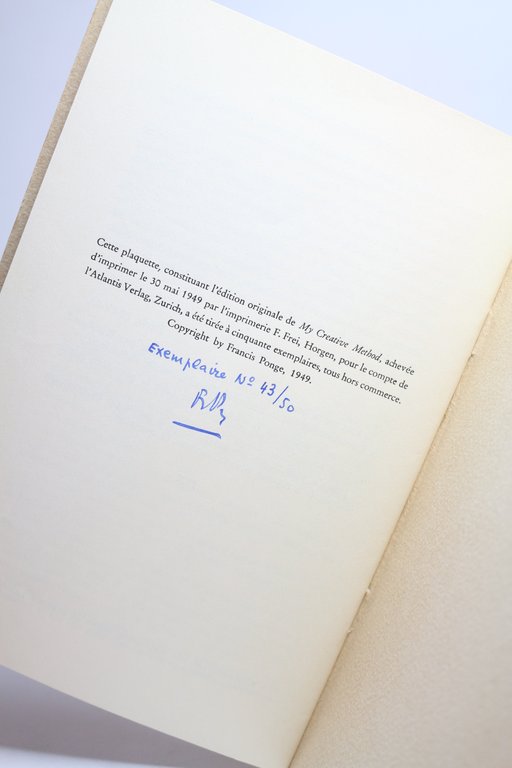 Cette plaquette, constituant l'édition originale de My Creative Method, achevée
d'imprimer le 30 mai 1949 par l'imprimerie F. Frei, Horgen, pour le compte de
l'Atlantis Verlag, Zurich, a été tirée à cinquante exemplaires, tous hors commerce.
Copyright by Francis Ponge, 1949.
Exemplaire Nº 43/50